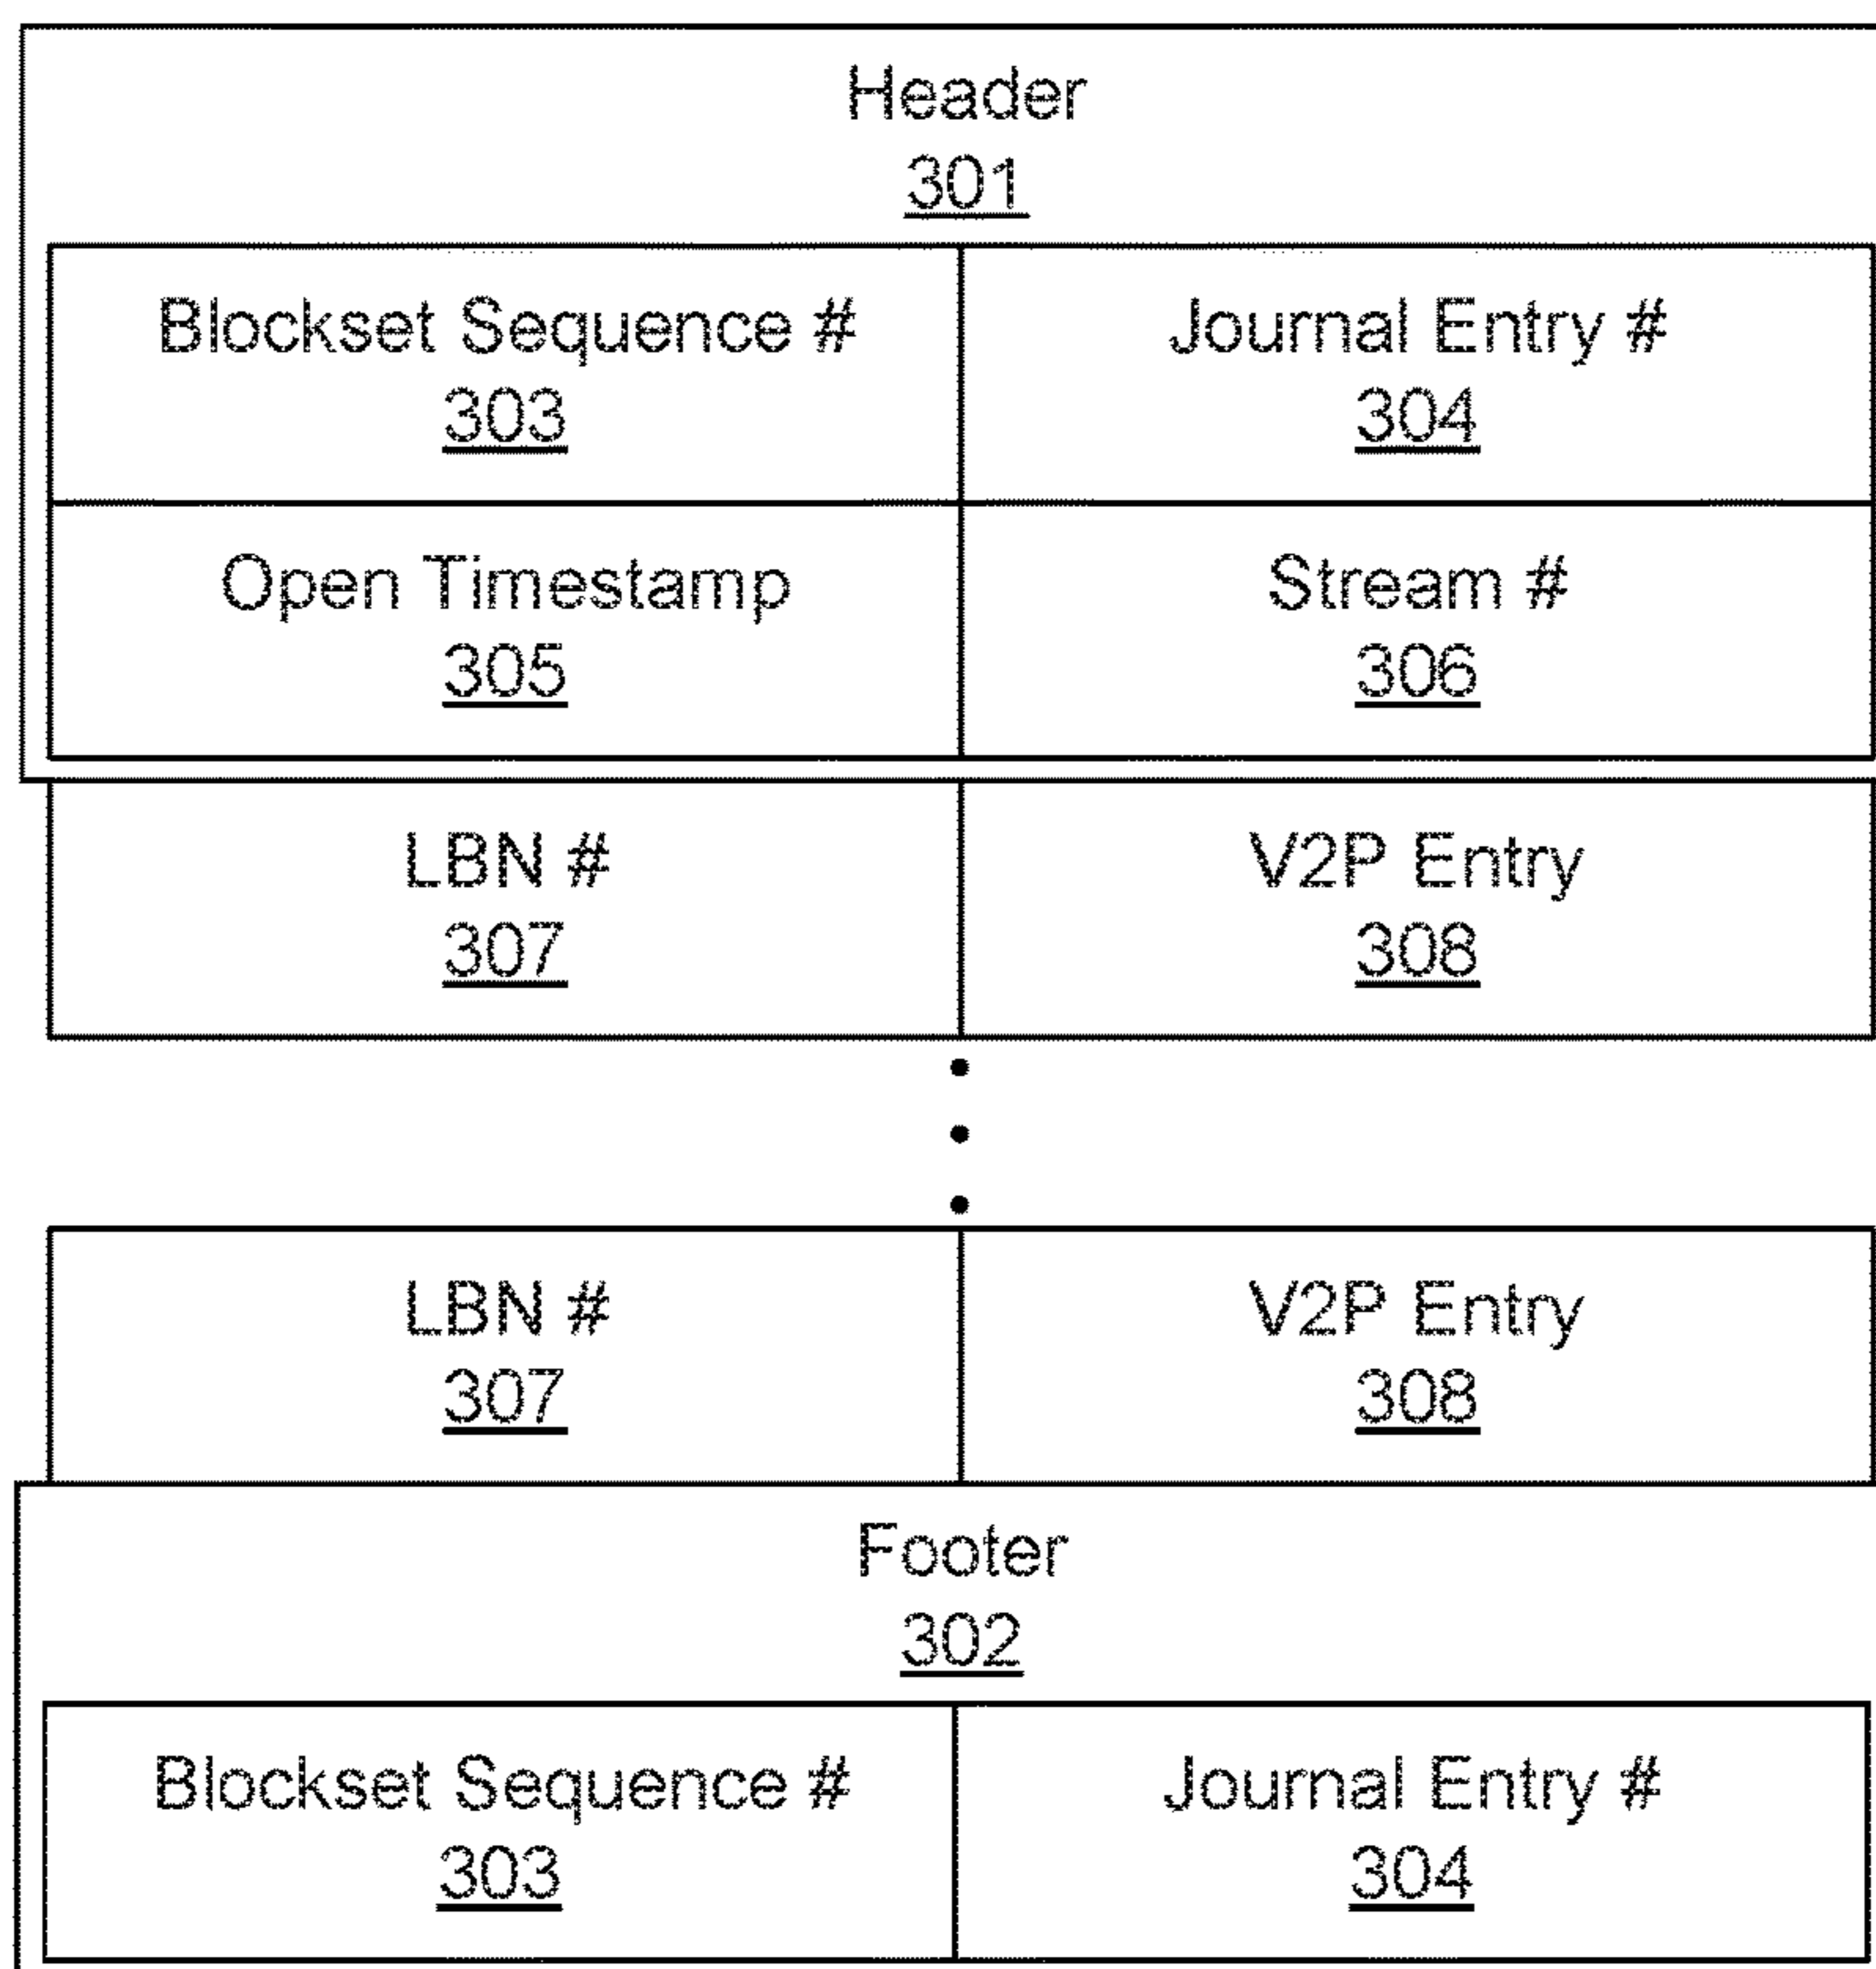 Header
301
Blockset Sequence # Journal Entry #
303 304
Open Timestamp Stream #
305 306
LBN # V2P Entry
307 308
LBN # V2P Entry
307 308
Footer
302
Blockset Sequence # Journal Entry #
303 304